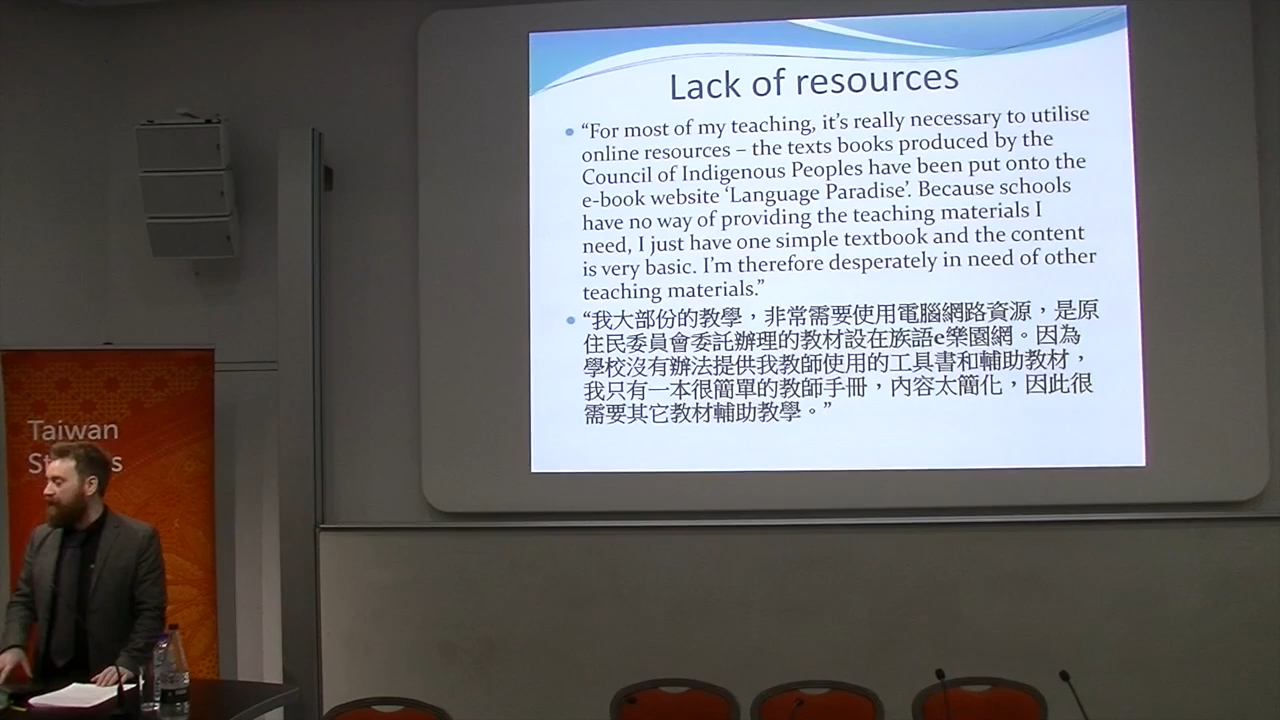 Lack of resources
“For most of my teaching, it’s really necessary to utilise
online resources – the texts books produced by the
Council of Indigenous Peoples have been put onto the
e-book website ‘Language Paradise’. Because schools
have no way of providing the teaching materials I
need, I just have one simple textbook and the content
is very basic. I’m therefore desperately in need of other
teaching materials.”
“我大部份的教學，非常需要使用電腦網路資源，是原
住民委員會委託辦理的教材設在族語e樂園網。因為
學校沒有辦法提供我教師使用的工具書和輔助教材，
我只有一本很簡單的教師手冊，內容太簡化，因此很
需要其它教材輔助教學。”
Taiwan